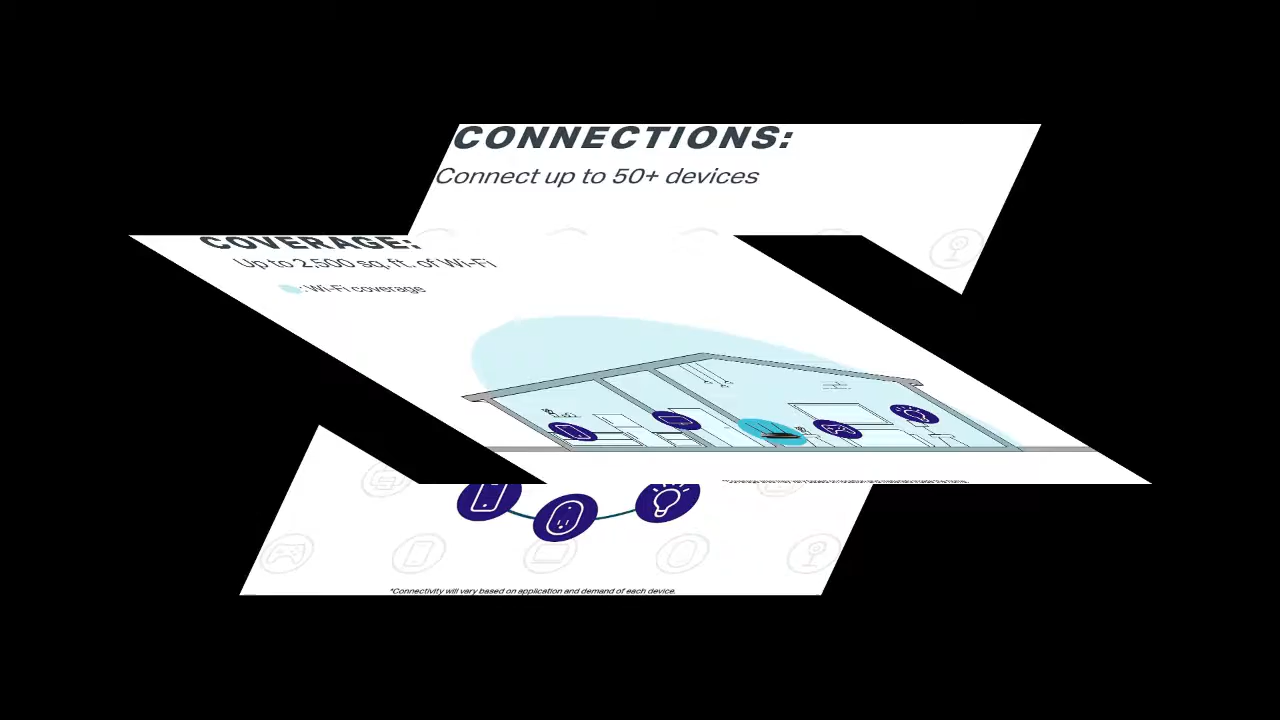 CONNECTIONS:
Connect up to 50+ devices
COVERAGE:
Up to 2,500 sq. ft. of Wi-Fi
: Wi-Fi coverage
*Connectivity will vary based on application and demand of each device.